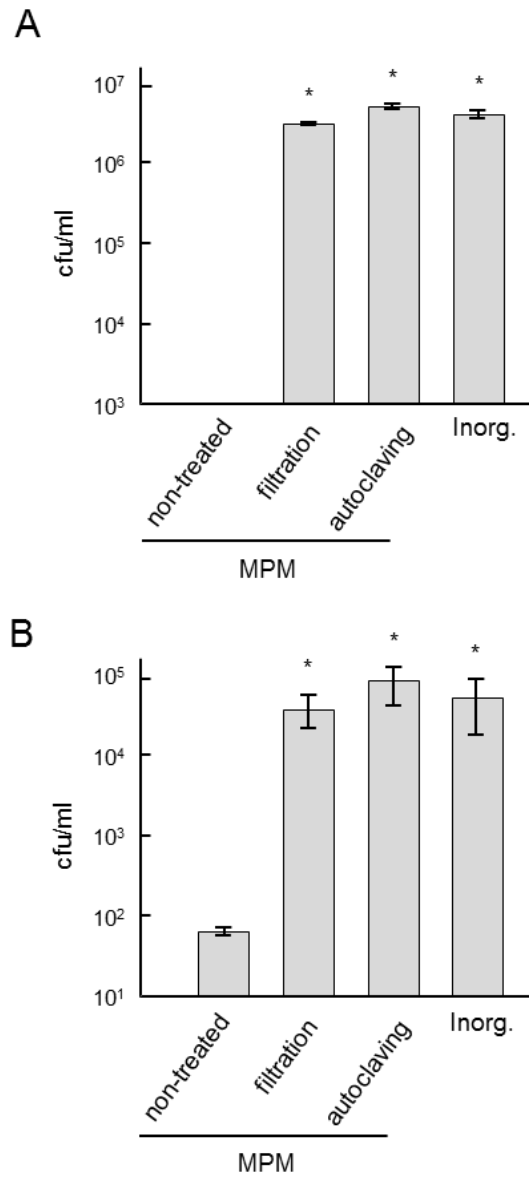 A
* * *
10⁷
10⁶
10⁵
10⁴
10³
cfu/ml
non-treated
filtration
autoclaving
Inorg.
MPM
B
* * *
10⁵
10⁴
10³
10²
10¹
cfu/ml
non-treated
filtration
autoclaving
Inorg.
MPM